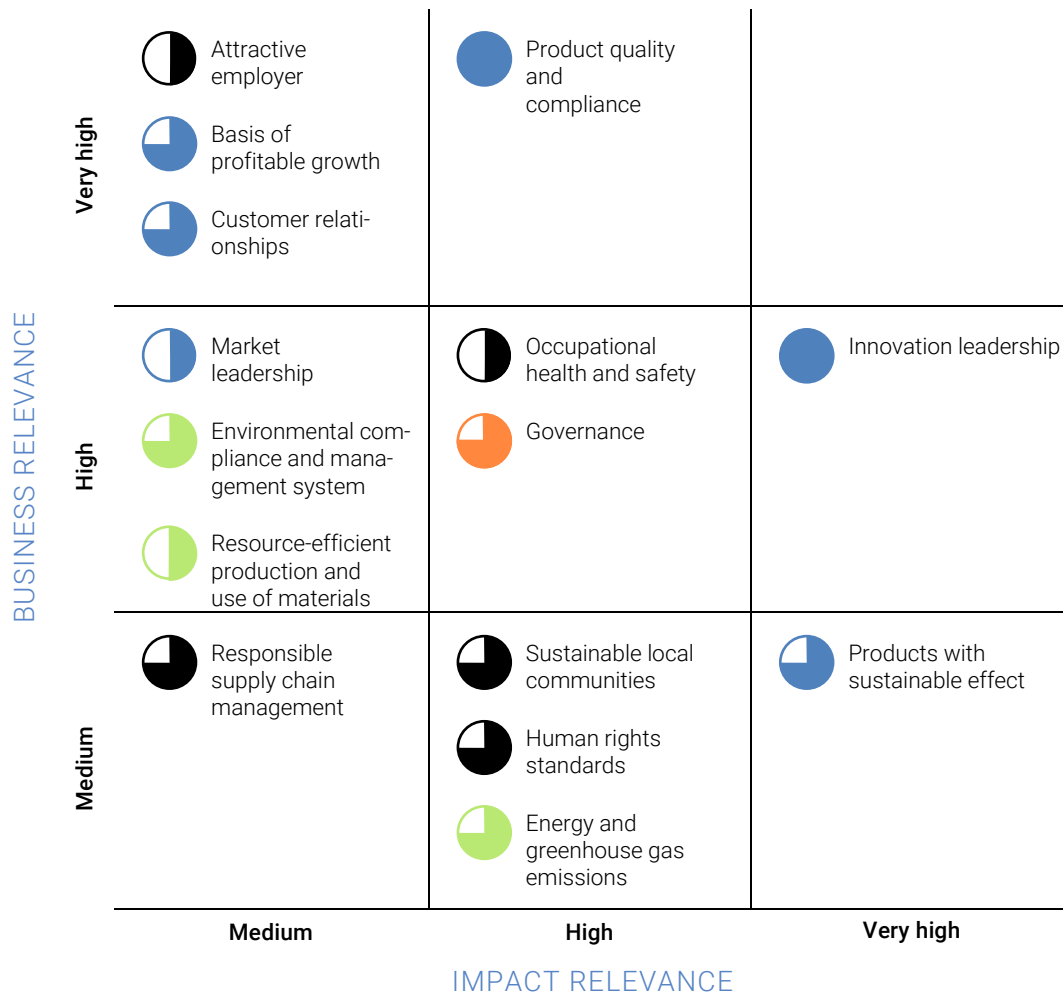 BUSINESS RELEVANCE
Very high
Attractive
employer
Basis of
profitable growth
Customer relati-
onships
Product quality
and
compliance
High
Market
leadership
Environmental com-
pliance and mana-
gement system
Resource-efficient
production and
use of materials
Occupational
health and safety
Governance
Innovation leadership
Medium
Responsible
supply chain
management
Sustainable local
communities
Human rights
standards
Energy and
greenhouse gas
emissions
Products with
sustainable effect
Medium
High
Very high
IMPACT RELEVANCE